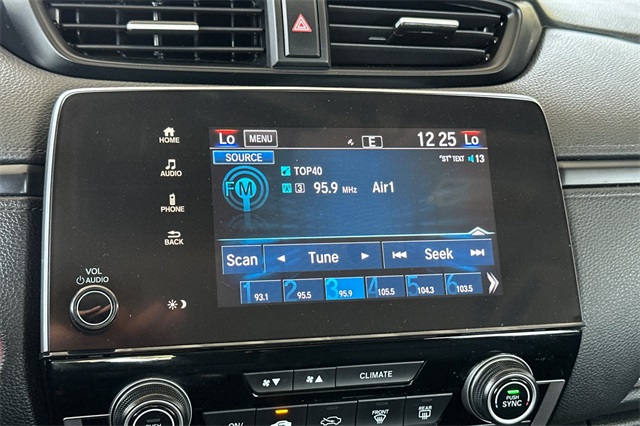 Lo MENU E 12 25 Lo
SOURCE "ST" TEXT 13
HOME
FM TOP40
3 95.9 MHz Air1
AUDIO
PHONE
BACK
Scan Tune Seek
1 93.1 2 95.5 3 95.9 4 105.5 5 104.3 6 103.5
VOL
AUDIO
CLIMATE
ON FRONT REAR
PUSH
PUSH
SYNC